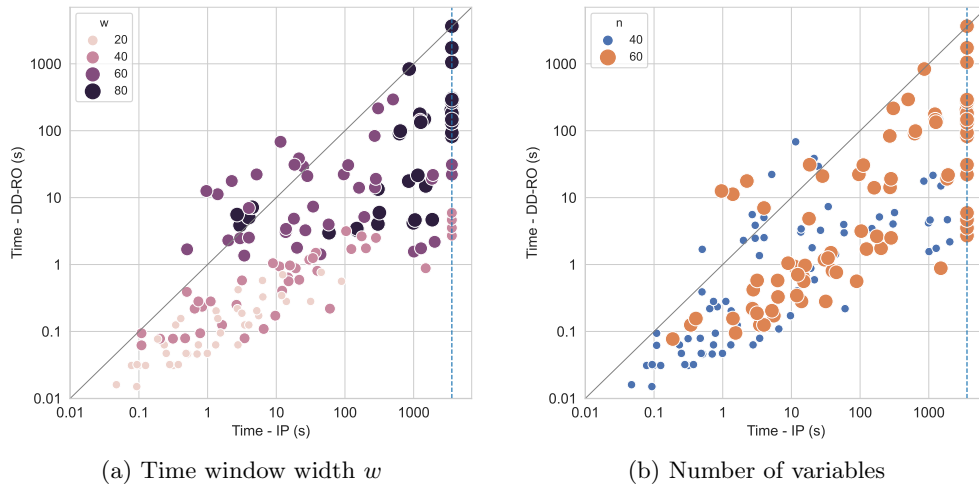 w
20
40
60
80
1000
100
10
1
0.1
0.01
Time - DD-RO (s)
0.01 0.1 1 10 100 1000
Time - IP (s)
(a) Time window width w
n
40
60
1000
100
10
1
0.1
0.01
Time - DD-RO (s)
0.01 0.1 1 10 100 1000
Time - IP (s)
(b) Number of variables